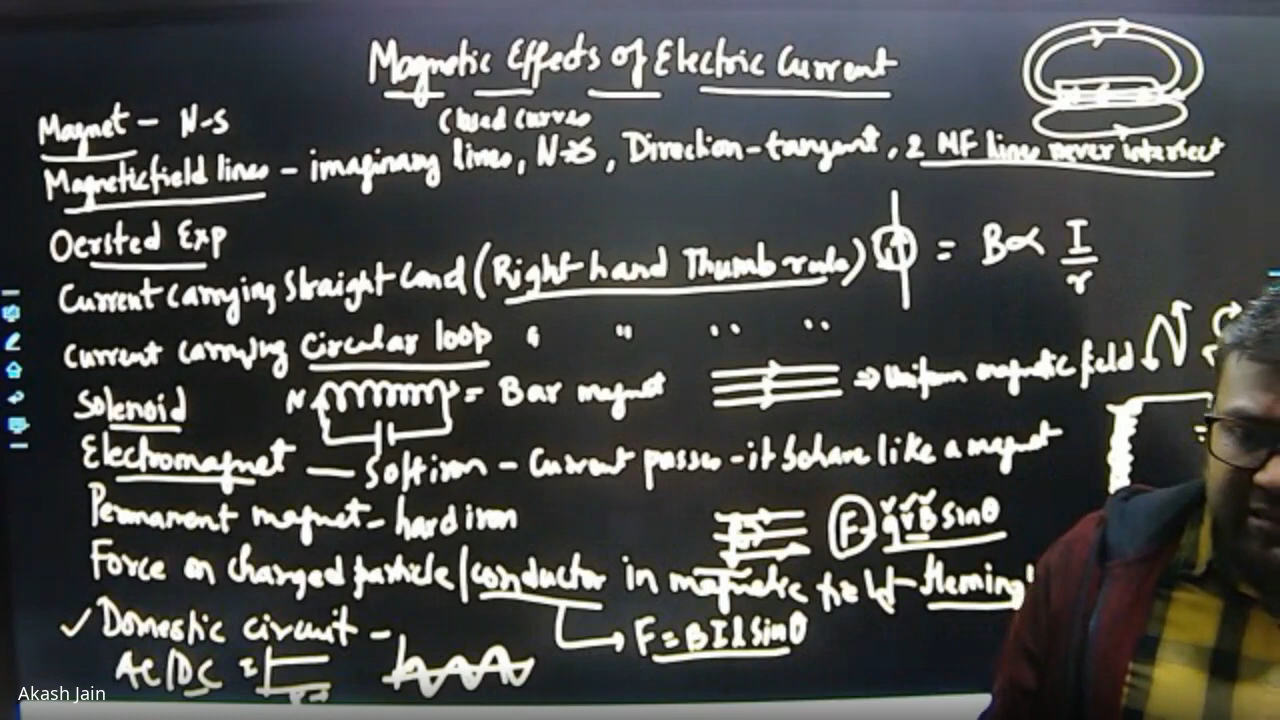 Magnetic Effects of Electric Current
Magnet - N-S
closed curves
Magnetic field lines - imaginary lines, N→S, Direction-tangent, 2 MF lines never intersect
Oersted Exp
Current carrying straight cond (Right hand Thumb rule) = B∝ I/r
Current carrying circular loop " " " "
Solenoid N = Bar magnet ⇒ Uniform magnetic field
Electromagnet — Soft iron - Current passes - it behave like a magnet
Permanent magnet - hard iron
F= qvB sinθ
Force on charged particle/conductor in magnetic field - Fleming'
✓ Domestic circuit - F = BIl sinθ
AC/DC =
Akash Jain